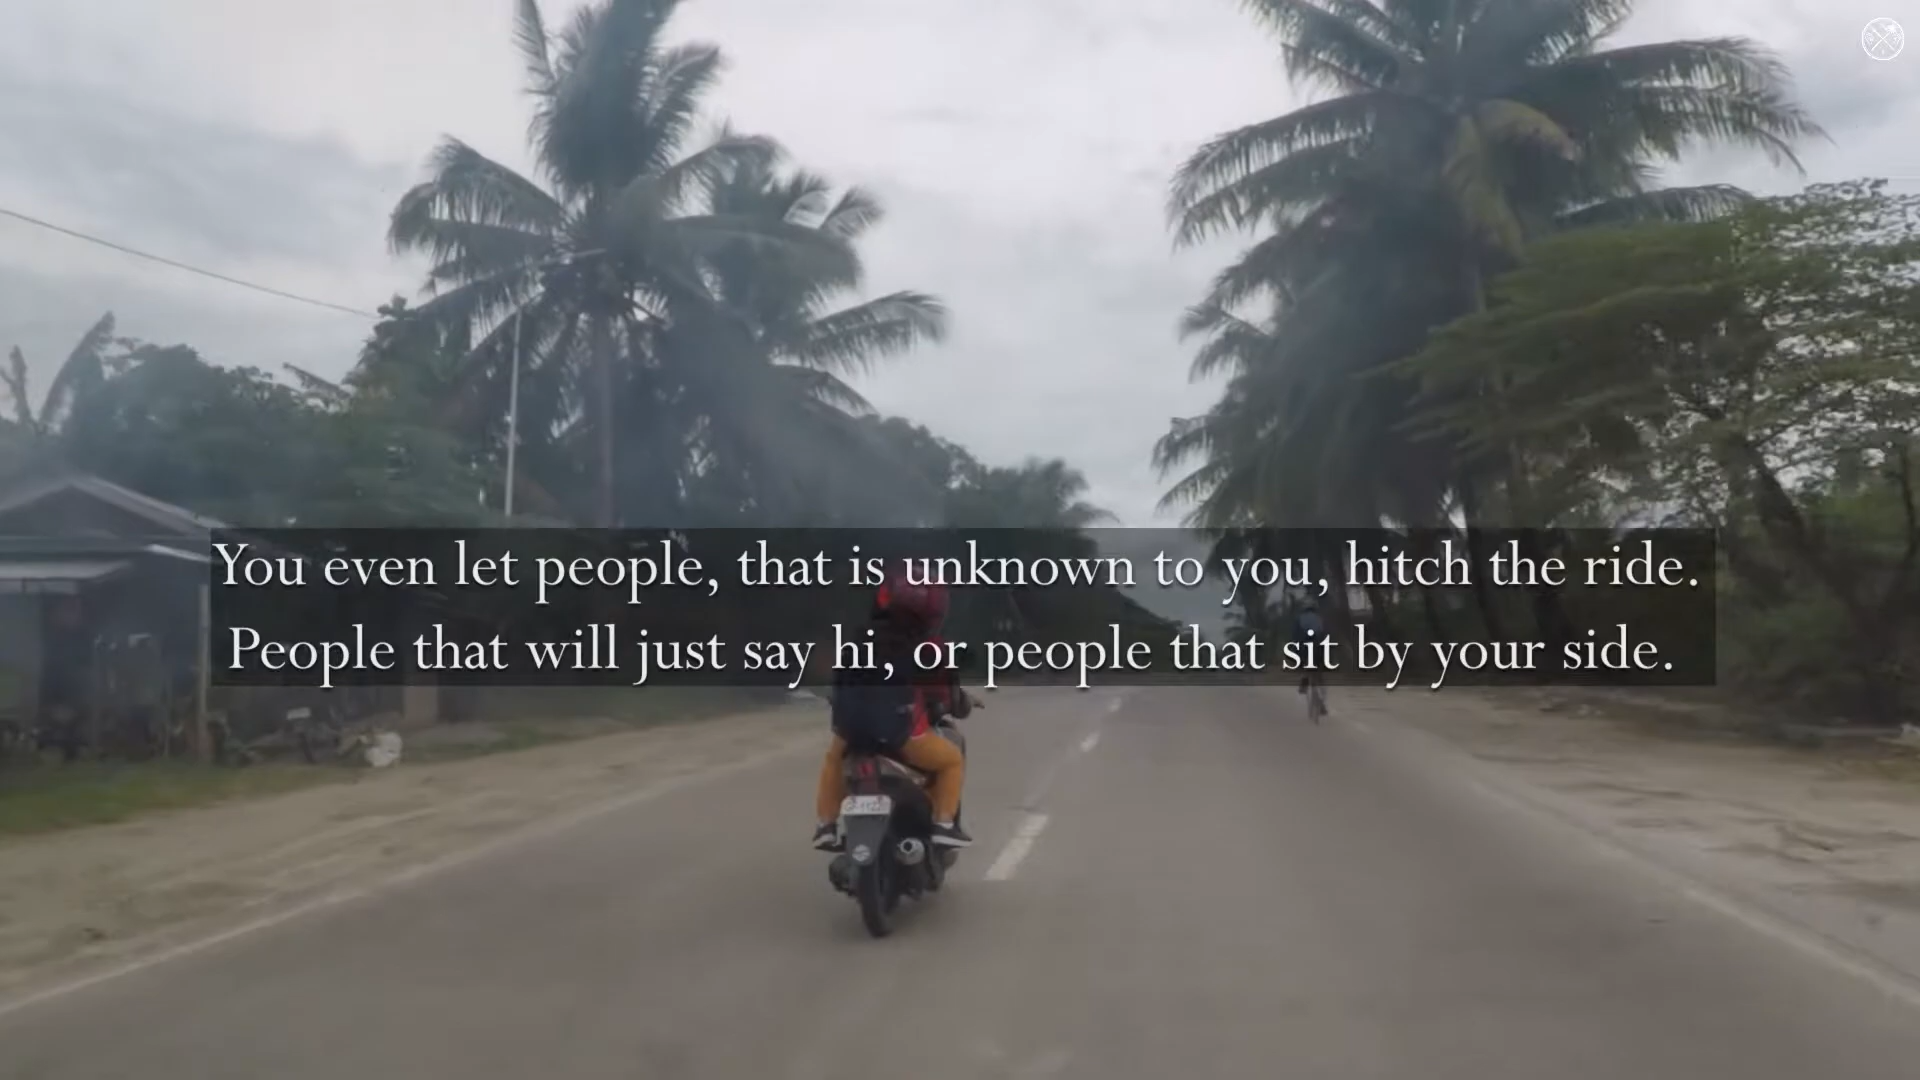 You even let people, that is unknown to you, hitch the ride.
People that will just say hi, or people that sit by your side.